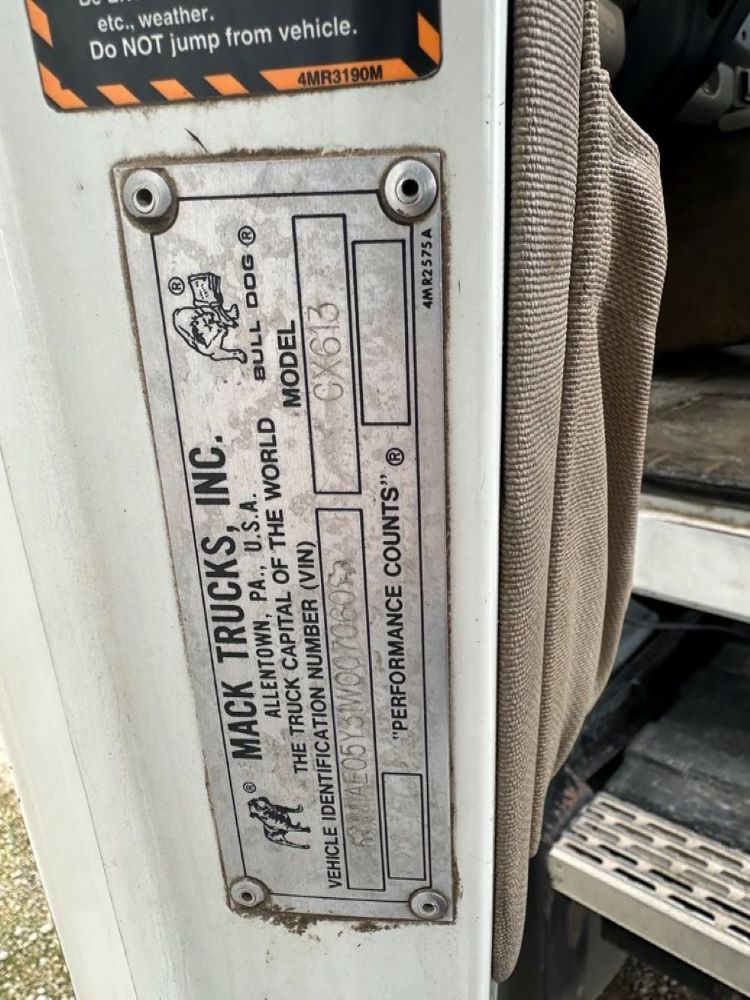 etc., weather.
Do NOT jump from vehicle.
4MR3190M
®
BULL DOG ®
MACK TRUCKS, INC.
ALLENTOWN, PA., U.S.A.
THE TRUCK CAPITAL OF THE WORLD
MODEL
CX613
VEHICLE IDENTIFICATION NUMBER (VIN)
"PERFORMANCE COUNTS" ®
4MR2575A
®